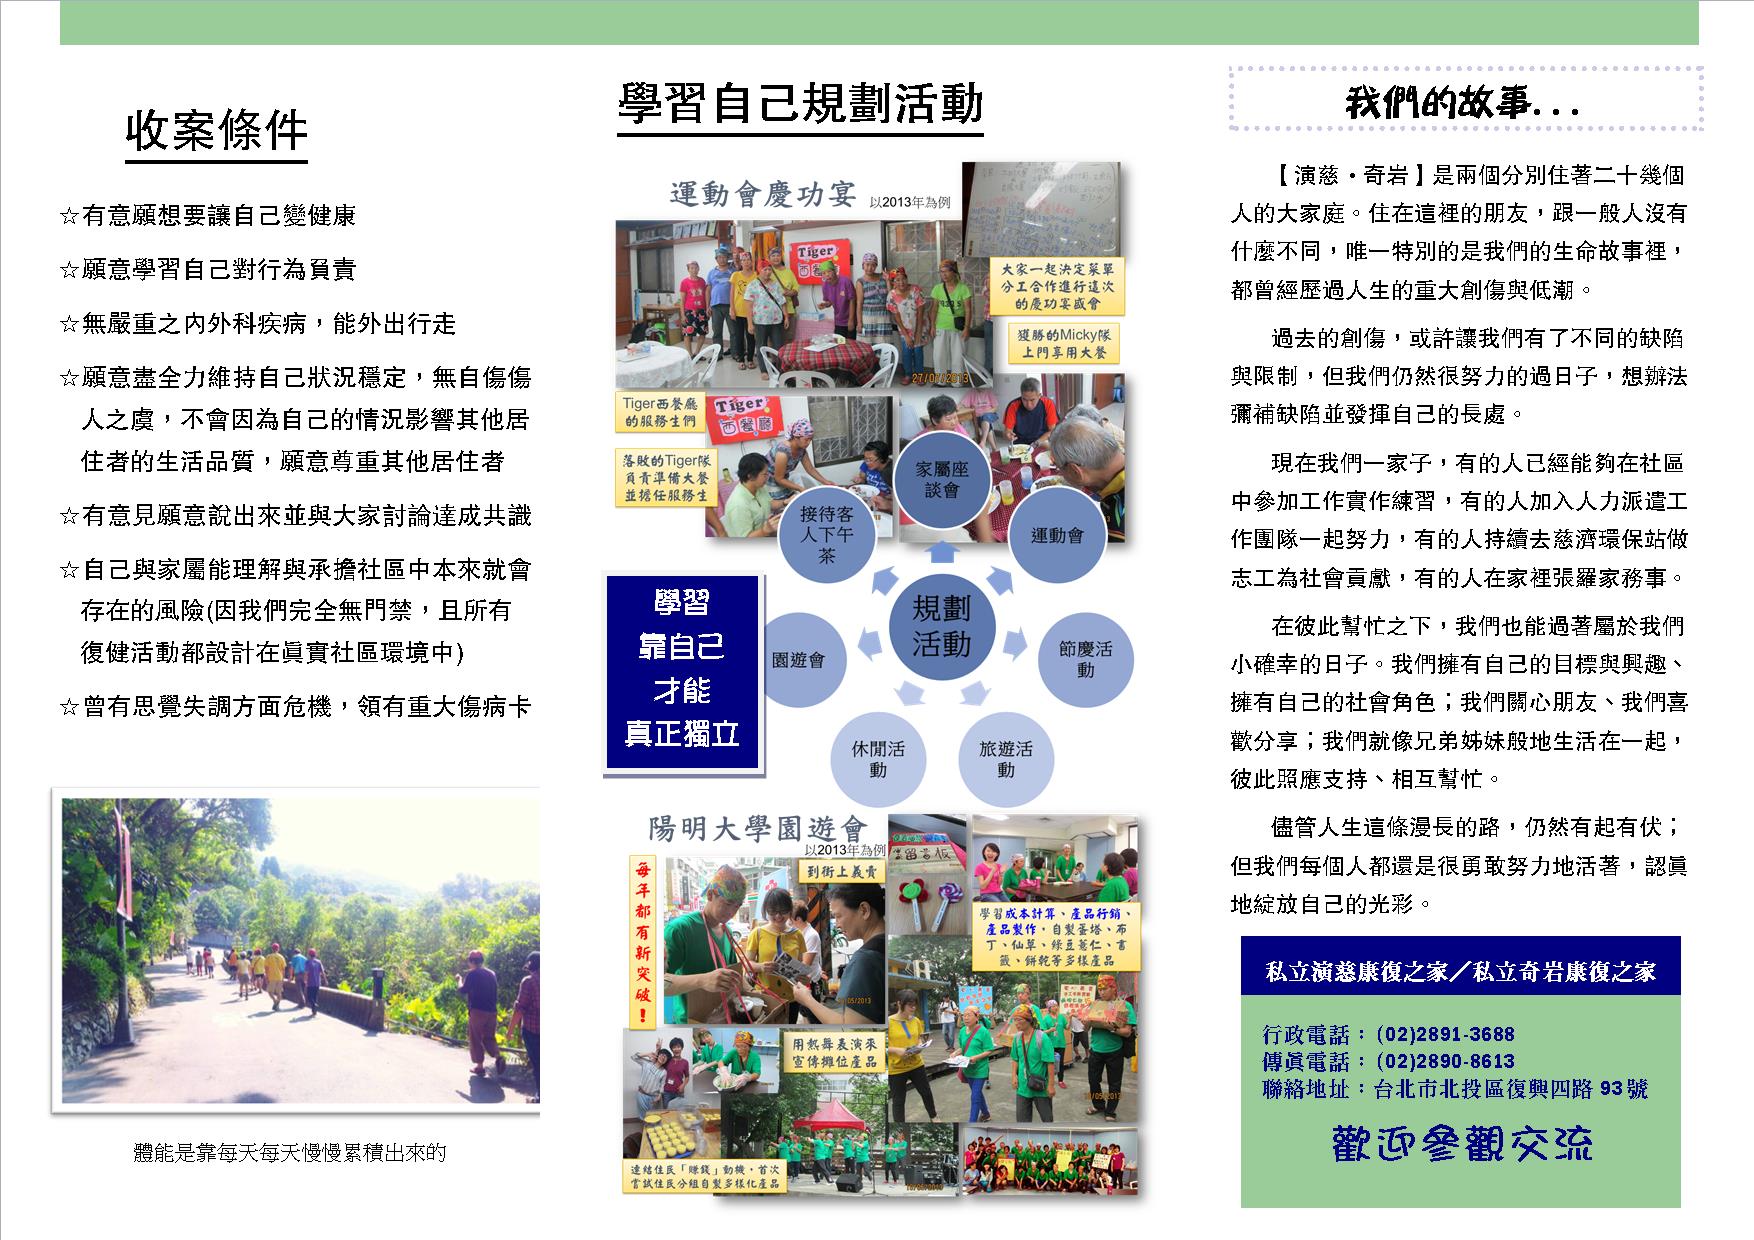 收案條件
☆有意願想要讓自己變健康
☆願意學習自己對行為負責
☆無嚴重之內外科疾病，能外出行走
☆願意盡全力維持自己狀況穩定，無自傷傷
人之虞，不會因為自己的情況影響其他居
住者的生活品質，願意尊重其他居住者
☆有意見願意說出來並與大家討論達成共識
☆自己與家屬能理解與承擔社區中本來就會
存在的風險(因我們完全無門禁，且所有
復健活動都設計在真實社區環境中)
☆曾有思覺失調方面危機，領有重大傷病卡
體能是靠每天每天慢慢累積出來的
學習自己規劃活動
運動會慶功宴 以2013年為例
Tiger
西餐廳
大家一起決定菜單
分工合作進行這次
的慶功宴盛會
獲勝的Micky隊
上門享用大餐
27/07/2013
Tiger西餐廳
的服務生們
Tiger
西餐廳
落敗的Tiger隊
負責準備大餐
並擔任服務生
家屬座
談會
接待客
人下午
茶
運動會
規劃
活動
園遊會
節慶活
動
休閒活
動
旅遊活
動
學習
靠自己
才能
真正獨立
陽明大學園遊會
以2013年為例
每年都有新突破！
到街上義賣
學習成本計算、產品行銷、
產品製作，自製蛋塔、布
丁、仙草、綠豆薏仁、書
籤、餅乾等多樣產品
用熱舞表演來
宣傳攤位產品
連結住民「賺錢」動機，首次
嘗試住民分組自製多樣化產品
我們的故事...
【演慈‧奇岩】是兩個分別住著二十幾個
人的大家庭。住在這裡的朋友，跟一般人沒有
什麼不同，唯一特別的是我們的生命故事裡，
都曾經歷過人生的重大創傷與低潮。
過去的創傷，或許讓我們有了不同的缺陷
與限制，但我們仍然很努力的過日子，想辦法
彌補缺陷並發揮自己的長處。
現在我們一家子，有的人已經能夠在社區
中參加工作實作練習，有的人加入人力派遣工
作團隊一起努力，有的人持續去慈濟環保站做
志工為社會貢獻，有的人在家裡張羅家務事。
在彼此幫忙之下，我們也能過著屬於我們
小確幸的日子。我們擁有自己的目標與興趣、
擁有自己的社會角色；我們關心朋友、我們喜
歡分享；我們就像兄弟姊妹般地生活在一起，
彼此照應支持、相互幫忙。
儘管人生這條漫長的路，仍然有起有伏；
但我們每個人都還是很勇敢努力地活著，認真
地綻放自己的光彩。
私立演慈康復之家／私立奇岩康復之家
行政電話：(02)2891-3688
傳真電話：(02)2890-8613
聯絡地址：台北市北投區復興四路 93 號
歡迎參觀交流